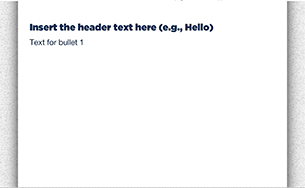 Insert the header text here (e.g., Hello)
Text for bullet 1